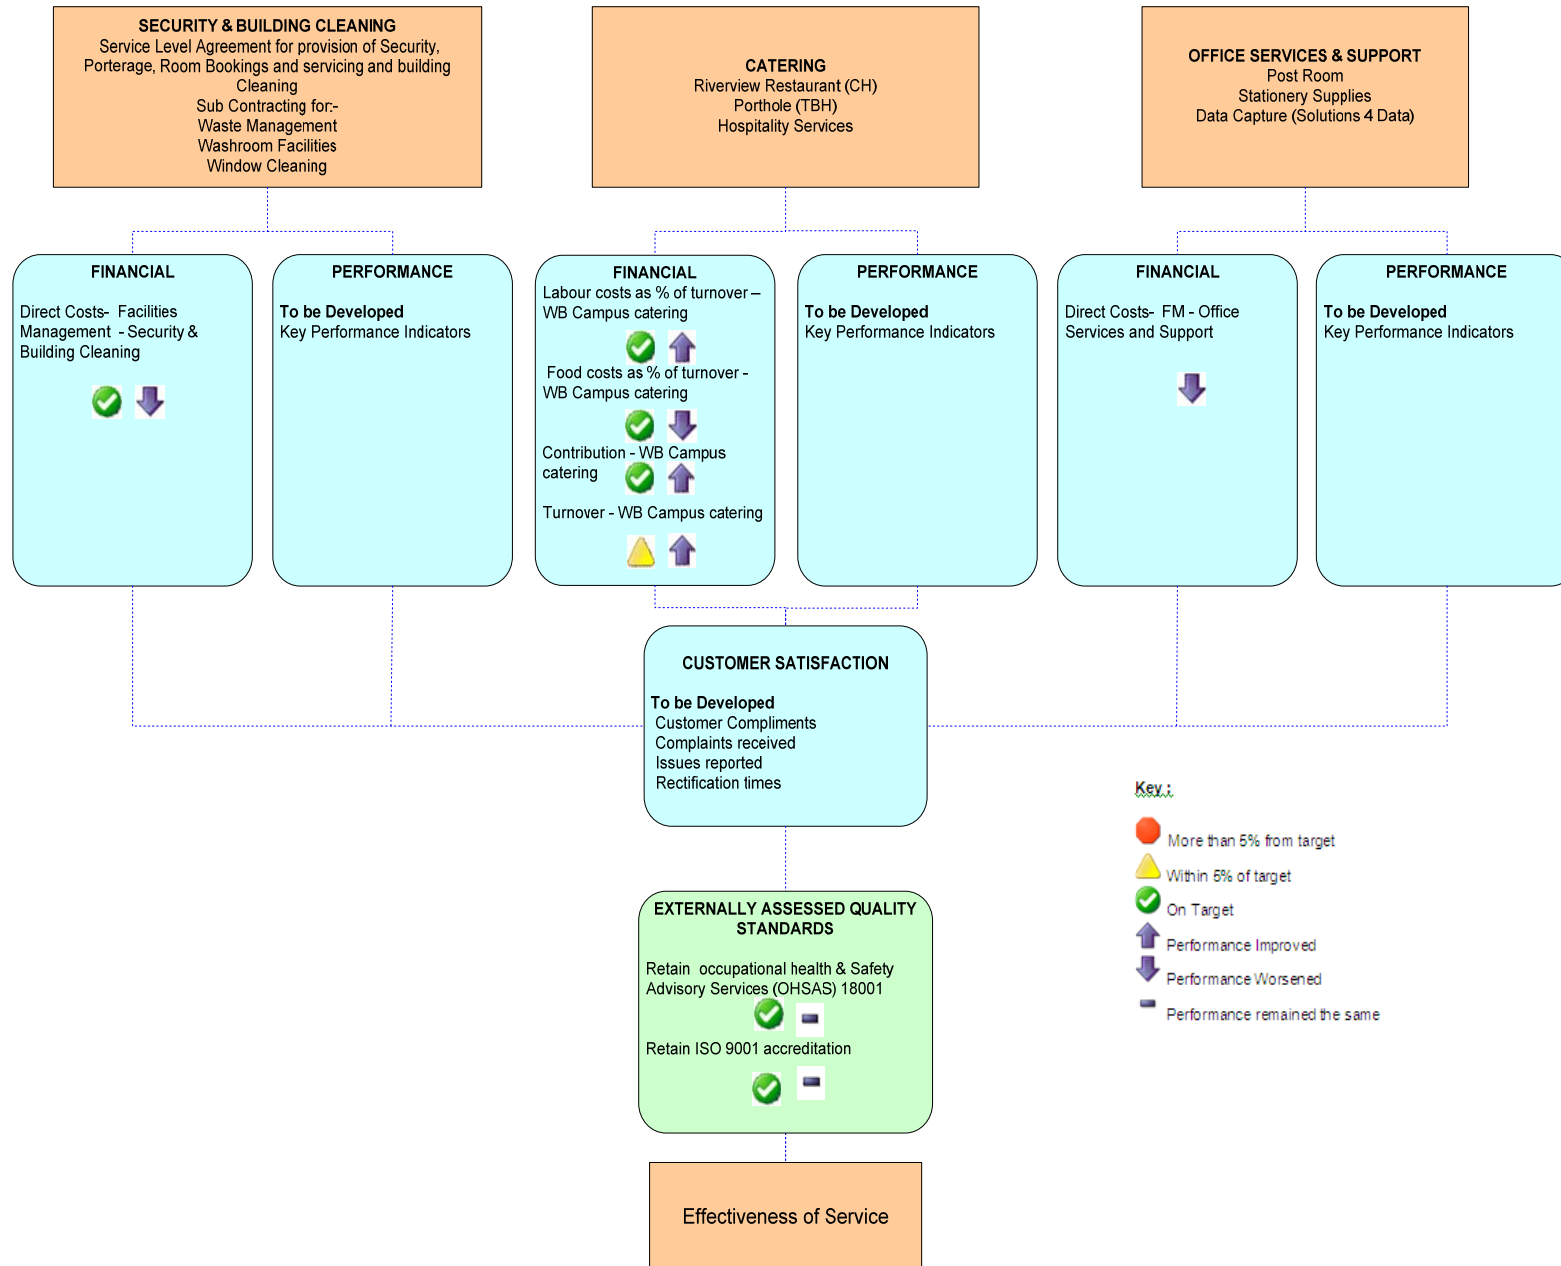 SECURITY & BUILDING CLEANING
Service Level Agreement for provision of Security,
Porterage, Room Bookings and servicing and building
Cleaning
Sub Contracting for:-
Waste Management
Washroom Facilities
Window Cleaning
CATERING
Riverview Restaurant (CH)
Porthole (TBH)
Hospitality Services
OFFICE SERVICES & SUPPORT
Post Room
Stationery Supplies
Data Capture (Solutions 4 Data)
FINANCIAL
Direct Costs- Facilities
Management - Security &
Building Cleaning
PERFORMANCE
To be Developed
Key Performance Indicators
FINANCIAL
Labour costs as % of turnover –
WB Campus catering
Food costs as % of turnover -
WB Campus catering
Contribution - WB Campus
catering
Turnover - WB Campus catering
PERFORMANCE
To be Developed
Key Performance Indicators
FINANCIAL
Direct Costs- FM - Office
Services and Support
PERFORMANCE
To be Developed
Key Performance Indicators
CUSTOMER SATISFACTION
To be Developed
Customer Compliments
Complaints received
Issues reported
Rectification times
Key :
More than 5% from target
Within 5% of target
On Target
Performance Improved
Performance Worsened
Performance remained the same
EXTERNALLY ASSESSED QUALITY
STANDARDS
Retain occupational health & Safety
Advisory Services (OHSAS) 18001
Retain ISO 9001 accreditation
Effectiveness of Service